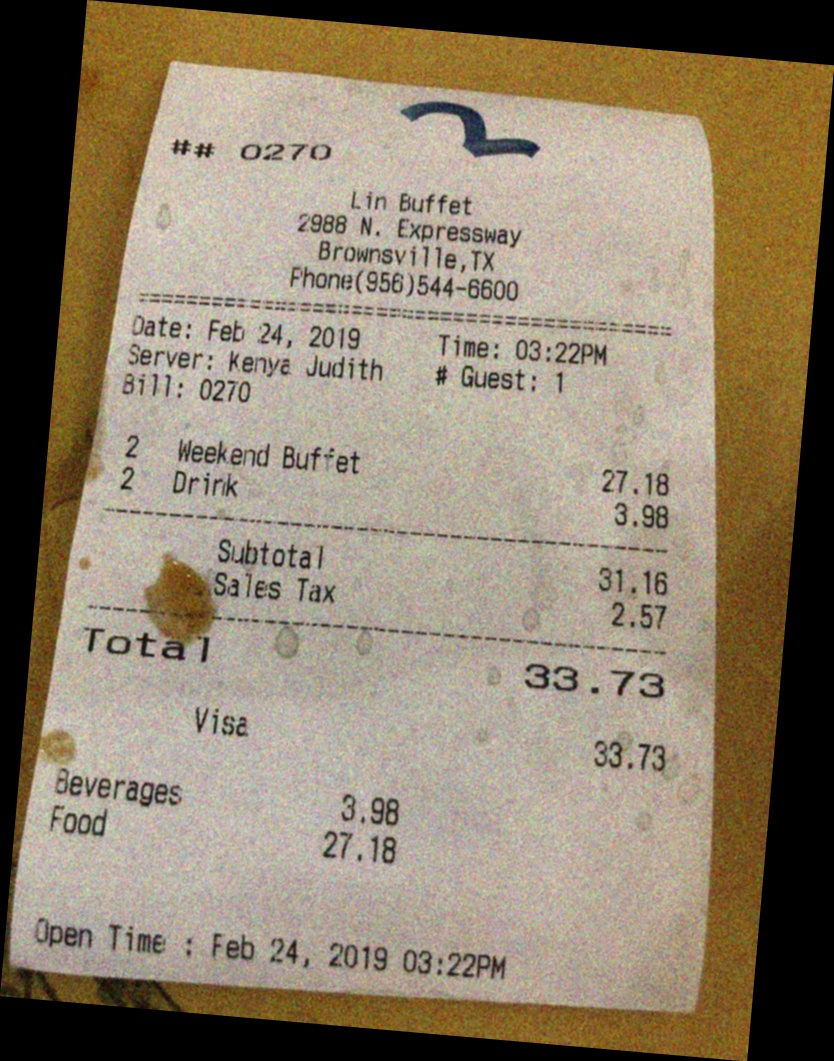 ## 0270
Lin Buffet
2988 N. Expressway
Brownsville,TX
Phone(956)544-6600
Date: Feb 24, 2019 Time: 03:22PM
Server: Kenya Judith # Guest: 1
Bill: 0270
2 Weekend Buffet 27.18
2 Drink 3.98
Subtotal 31.16
Sales Tax 2.57
Total 33.73
Visa 33.73
Beverages 3.98
Food 27.18
Open Time : Feb 24, 2019 03:22PM